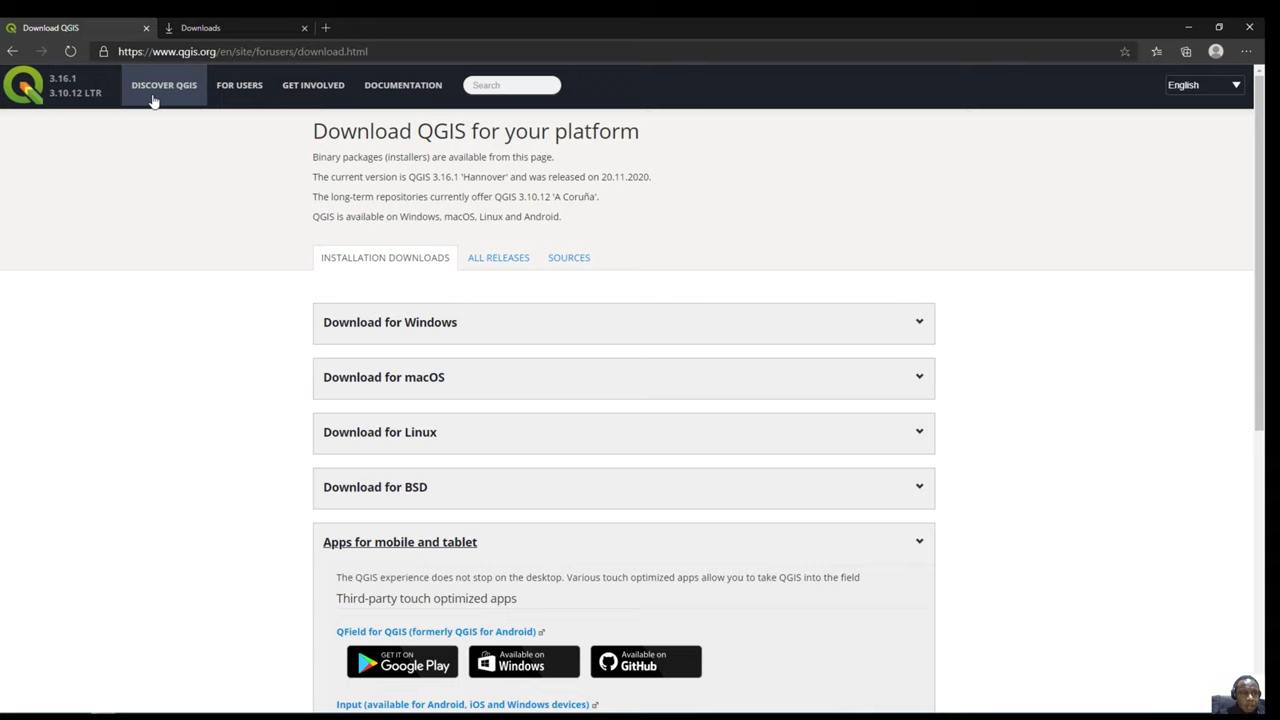 Download QGIS
Downloads
https://www.qgis.org/en/site/forusers/download.html
3.16.1
3.10.12 LTR
DISCOVER QGIS
FOR USERS
GET INVOLVED
DOCUMENTATION
Search
English
Download QGIS for your platform
Binary packages (installers) are available from this page.
The current version is QGIS 3.16.1 'Hannover' and was released on 20.11.2020.
The long-term repositories currently offer QGIS 3.10.12 'A Coruña'.
QGIS is available on Windows, macOS, Linux and Android.
INSTALLATION DOWNLOADS
ALL RELEASES
SOURCES
Download for Windows
Download for macOS
Download for Linux
Download for BSD
Apps for mobile and tablet
The QGIS experience does not stop on the desktop. Various touch optimized apps allow you to take QGIS into the field
Third-party touch optimized apps
QField for QGIS (formerly QGIS for Android)
GET IT ON
Google Play
Available on
Windows
Available on
GitHub
Input (available for Android, iOS and Windows devices)